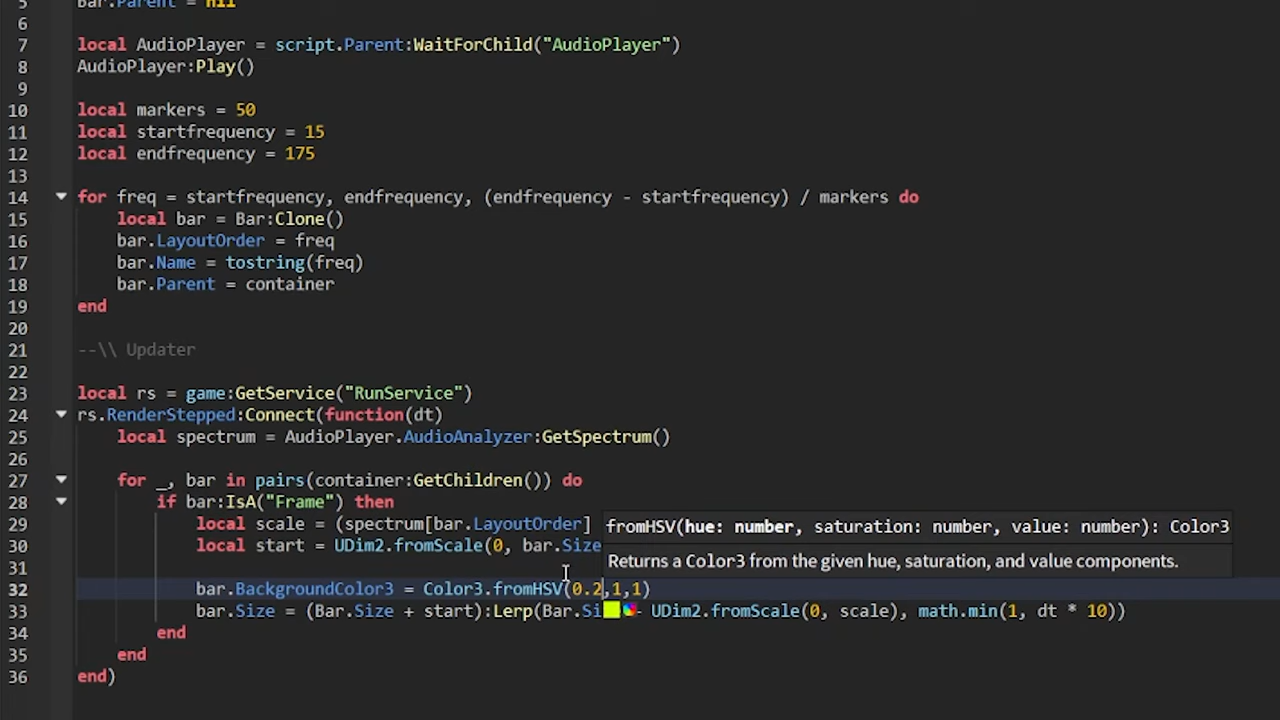 5 Bar.Parent = nil
6
7 local AudioPlayer = script.Parent:WaitForChild("AudioPlayer")
8 AudioPlayer:Play()
9
10 local markers = 50
11 local startfrequency = 15
12 local endfrequency = 175
13
14 for freq = startfrequency, endfrequency, (endfrequency - startfrequency) / markers do
15 local bar = Bar:Clone()
16 bar.LayoutOrder = freq
17 bar.Name = tostring(freq)
18 bar.Parent = container
19 end
20
21 --\\ Updater
22
23 local rs = game:GetService("RunService")
24 rs.RenderStepped:Connect(function(dt)
25 local spectrum = AudioPlayer.AudioAnalyzer:GetSpectrum()
26
27 for _, bar in pairs(container:GetChildren()) do
28 if bar:IsA("Frame") then
29 local scale = (spectrum[bar.LayoutOrder] fromHSV(hue: number, saturation: number, value: number): Color3
30 local start = UDim2.fromScale(0, bar.Size
Returns a Color3 from the given hue, saturation, and value components.
31
32 bar.BackgroundColor3 = Color3.fromHSV(0.2,1,1)
33 bar.Size = (Bar.Size + start):Lerp(Bar.Si UDim2.fromScale(0, scale), math.min(1, dt * 10))
34 end
35 end
36 end)